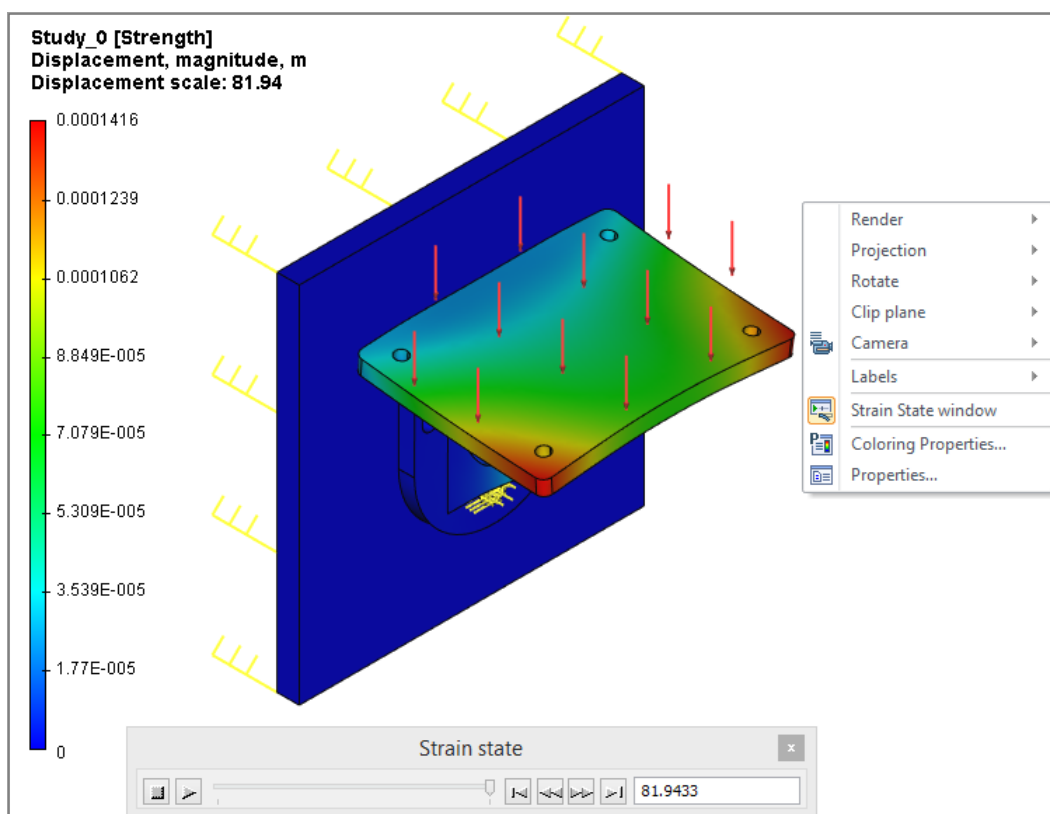 Study_0 [Strength]
Displacement, magnitude, m
Displacement scale: 81.94
0.0001416
0.0001239
0.0001062
8.849E-005
7.079E-005
5.309E-005
3.539E-005
1.77E-005
0
Render
Projection
Rotate
Clip plane
Camera
Labels
Strain State window
Coloring Properties...
Properties...
Strain state
x
81.9433